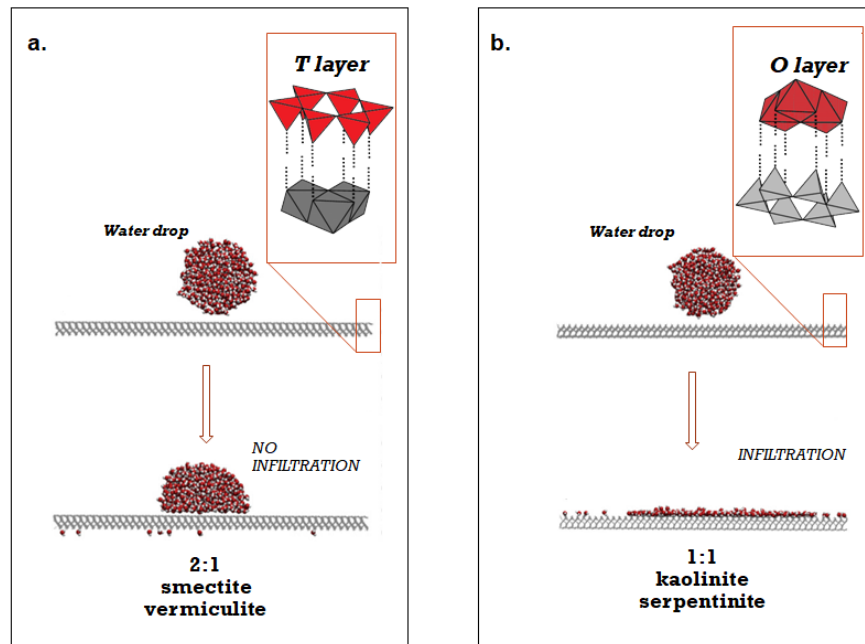 a.
T layer
Water drop
NO
INFILTRATION
2:1
smectite
vermiculite
b.
O layer
Water drop
INFILTRATION
1:1
kaolinite
serpentinite